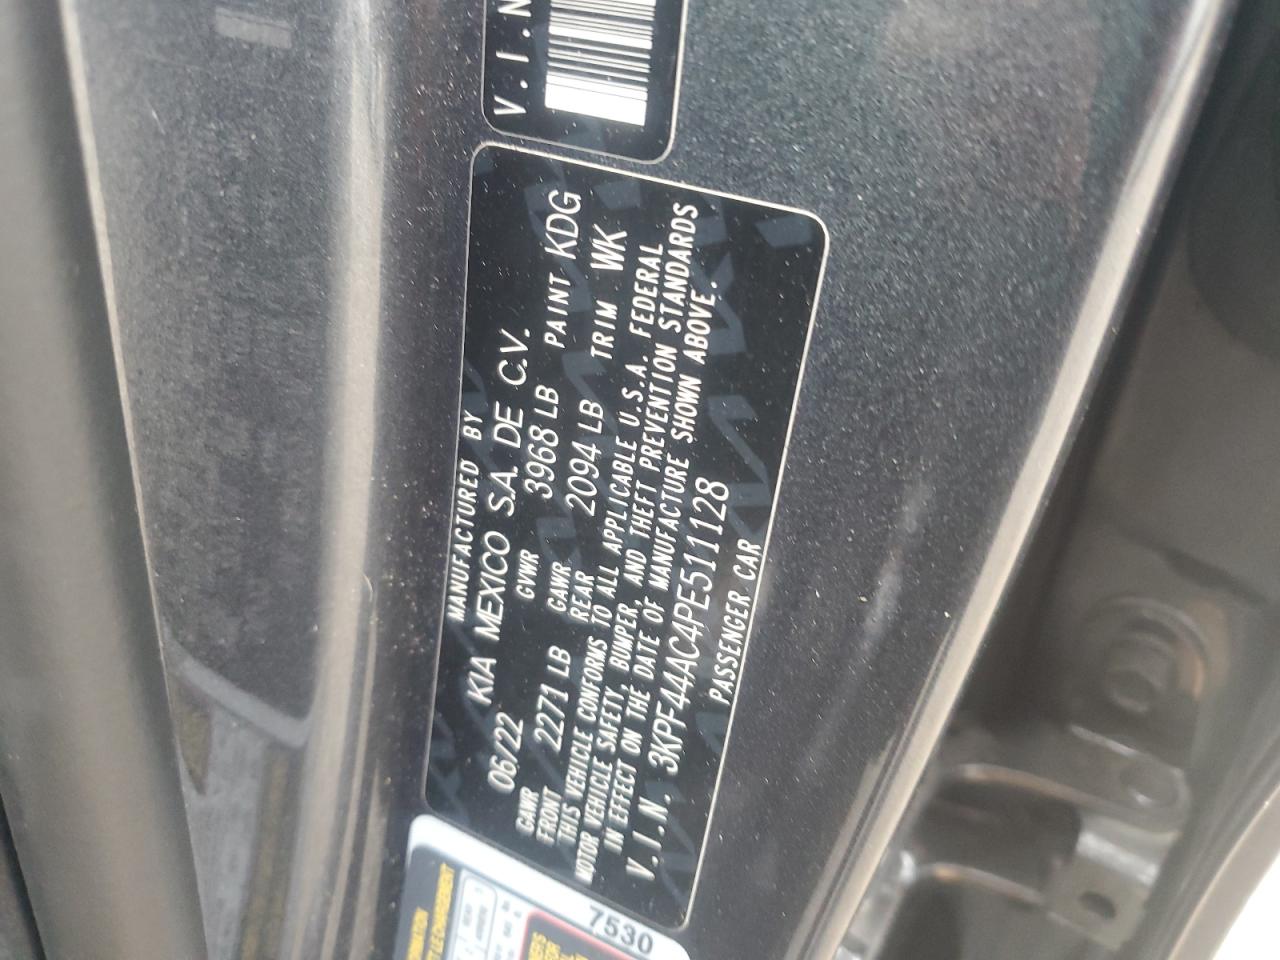 V.I.N
MANUFACTURED BY
KIA MEXICO S.A. DE C.V.
06/22 GVWR 3968 LB PAINT KDG
GAWR FRONT 2271 LB GAWR REAR 2094 LB TRIM WK
THIS VEHICLE CONFORMS TO ALL APPLICABLE U.S.A. FEDERAL
MOTOR VEHICLE SAFETY, BUMPER, AND THEFT PREVENTION STANDARDS
IN EFFECT ON THE DATE OF MANUFACTURE SHOWN ABOVE.
V.I.N. 3KPF44AC4PE511128
PASSENGER CAR
7530